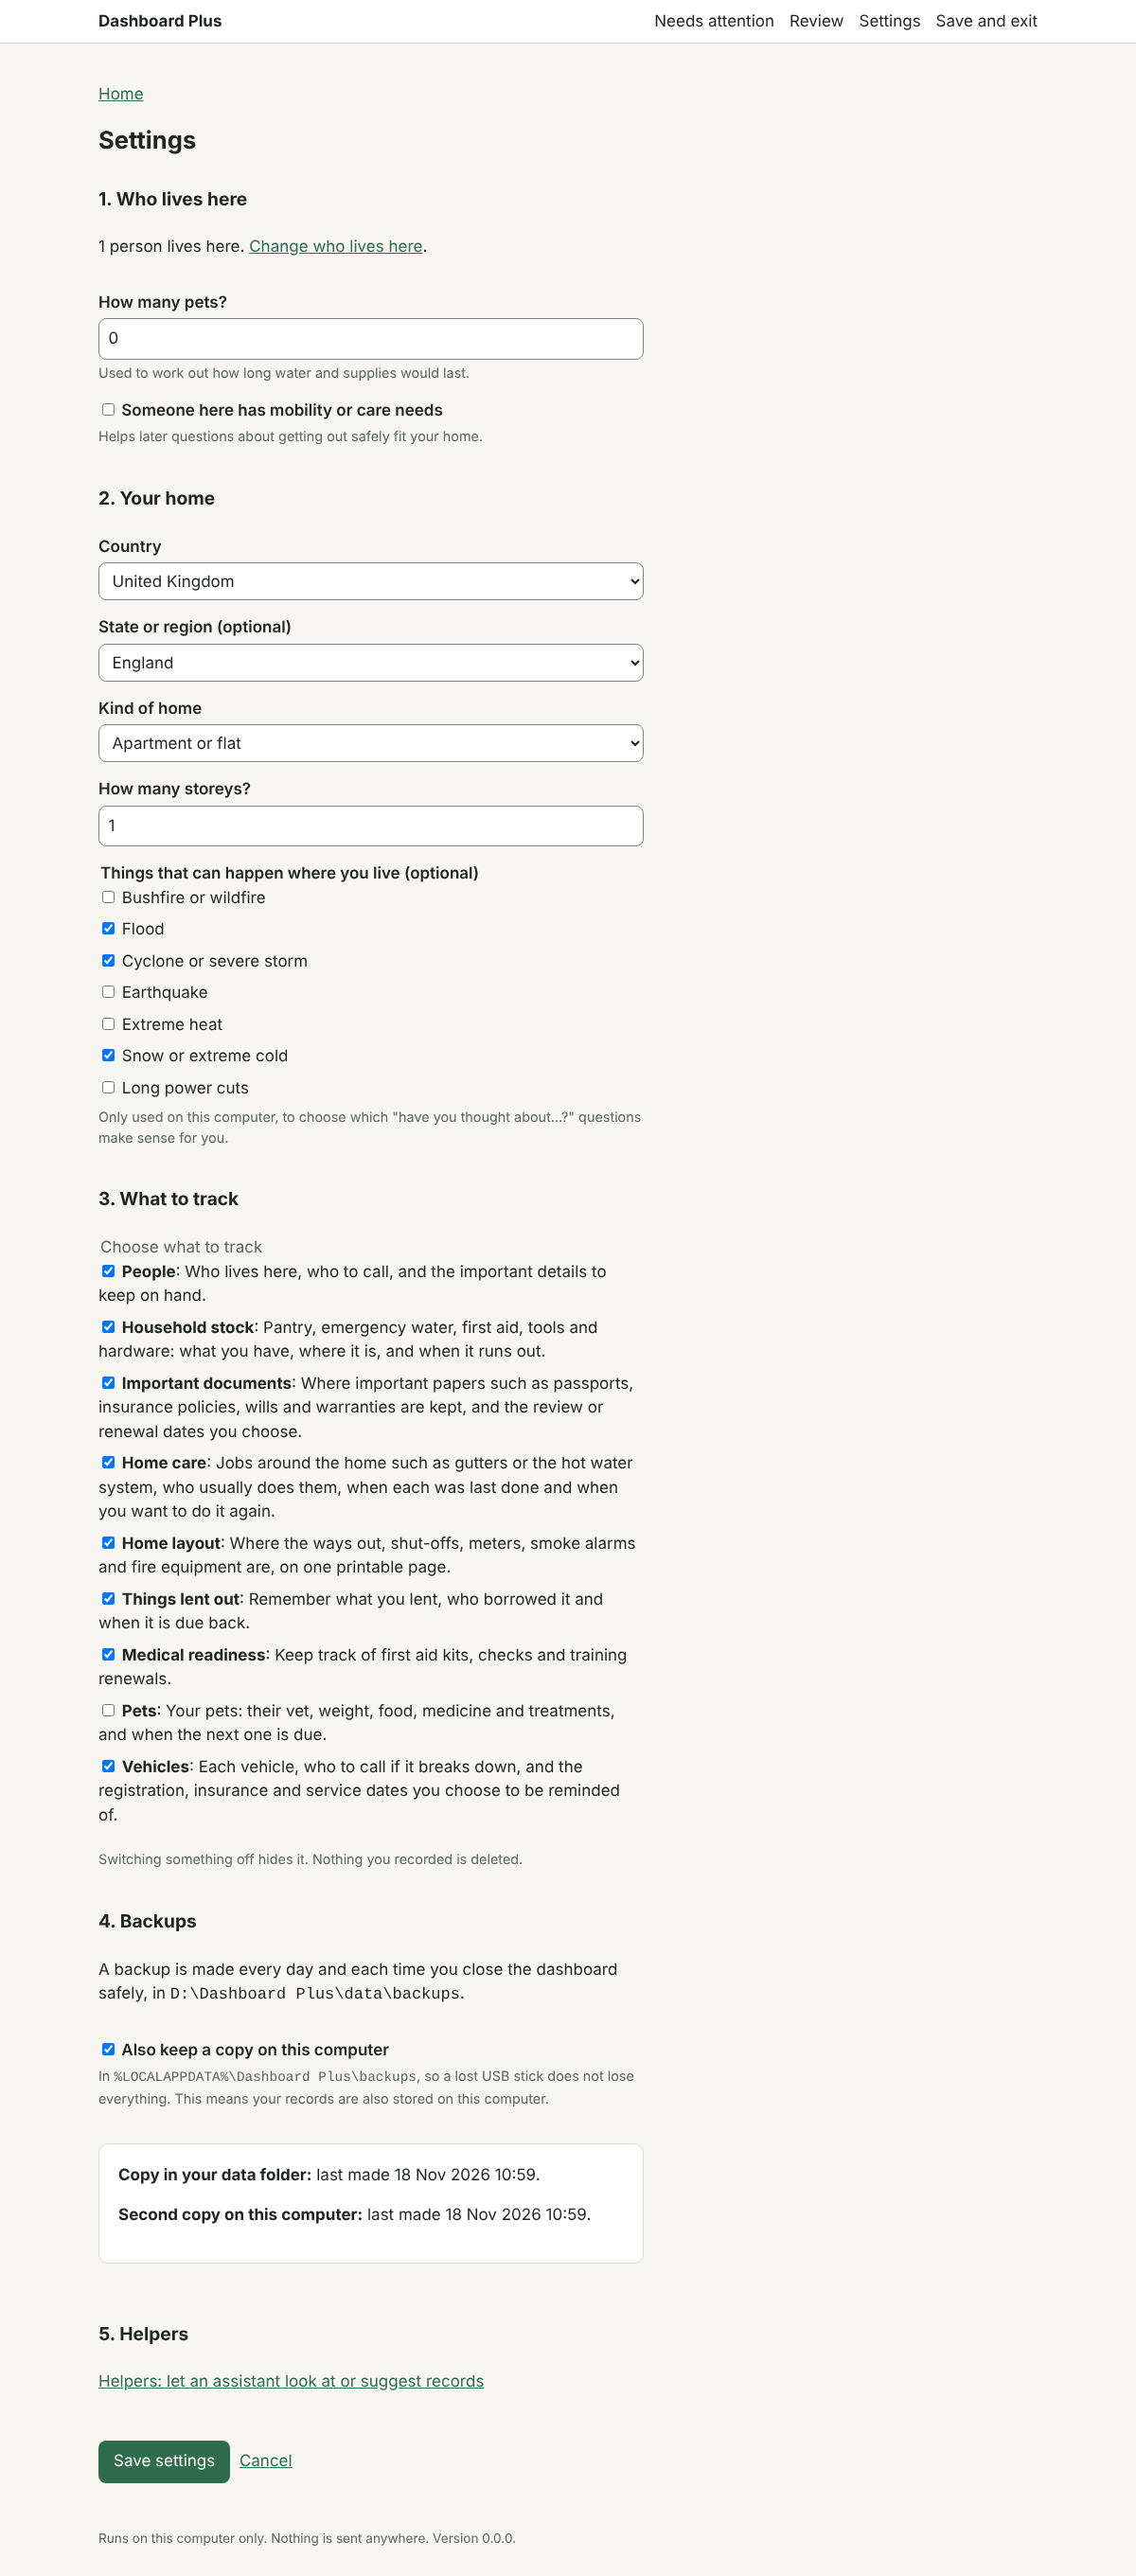 Dashboard Plus
Needs attention Review Settings Save and exit
Home
Settings
1. Who lives here
1 person lives here. Change who lives here.
How many pets?
0
Used to work out how long water and supplies would last.
Someone here has mobility or care needs
Helps later questions about getting out safely fit your home.
2. Your home
Country
United Kingdom
State or region (optional)
England
Kind of home
Apartment or flat
How many storeys?
1
Things that can happen where you live (optional)
Bushfire or wildfire
Flood
Cyclone or severe storm
Earthquake
Extreme heat
Snow or extreme cold
Long power cuts
Only used on this computer, to choose which "have you thought about...?" questions
make sense for you.
3. What to track
Choose what to track
People: Who lives here, who to call, and the important details to
keep on hand.
Household stock: Pantry, emergency water, first aid, tools and
hardware: what you have, where it is, and when it runs out.
Important documents: Where important papers such as passports,
insurance policies, wills and warranties are kept, and the review or
renewal dates you choose.
Home care: Jobs around the home such as gutters or the hot water
system, who usually does them, when each was last done and when
you want to do it again.
Home layout: Where the ways out, shut-offs, meters, smoke alarms
and fire equipment are, on one printable page.
Things lent out: Remember what you lent, who borrowed it and
when it is due back.
Medical readiness: Keep track of first aid kits, checks and training
renewals.
Pets: Your pets: their vet, weight, food, medicine and treatments,
and when the next one is due.
Vehicles: Each vehicle, who to call if it breaks down, and the
registration, insurance and service dates you choose to be reminded
of.
Switching something off hides it. Nothing you recorded is deleted.
4. Backups
A backup is made every day and each time you close the dashboard
safely, in D:\Dashboard Plus\data\backups.
Also keep a copy on this computer
In %LOCALAPPDATA%\Dashboard Plus\backups, so a lost USB stick does not lose
everything. This means your records are also stored on this computer.
Copy in your data folder: last made 18 Nov 2026 10:59.
Second copy on this computer: last made 18 Nov 2026 10:59.
5. Helpers
Helpers: let an assistant look at or suggest records
Save settings Cancel
Runs on this computer only. Nothing is sent anywhere. Version 0.0.0.